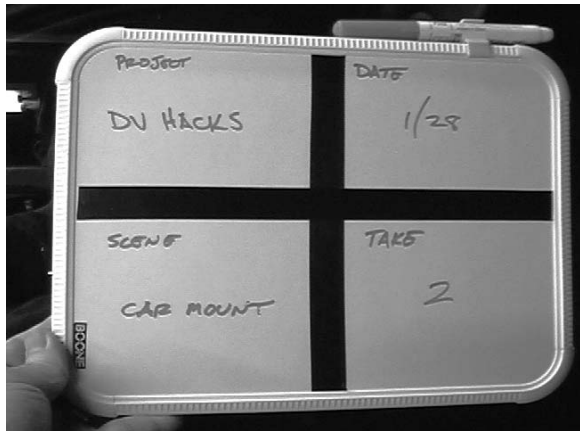 PROJECT
DV HACKS
DATE
1/28
SCENE
CAR MOUNT
TAKE
2
BOONE